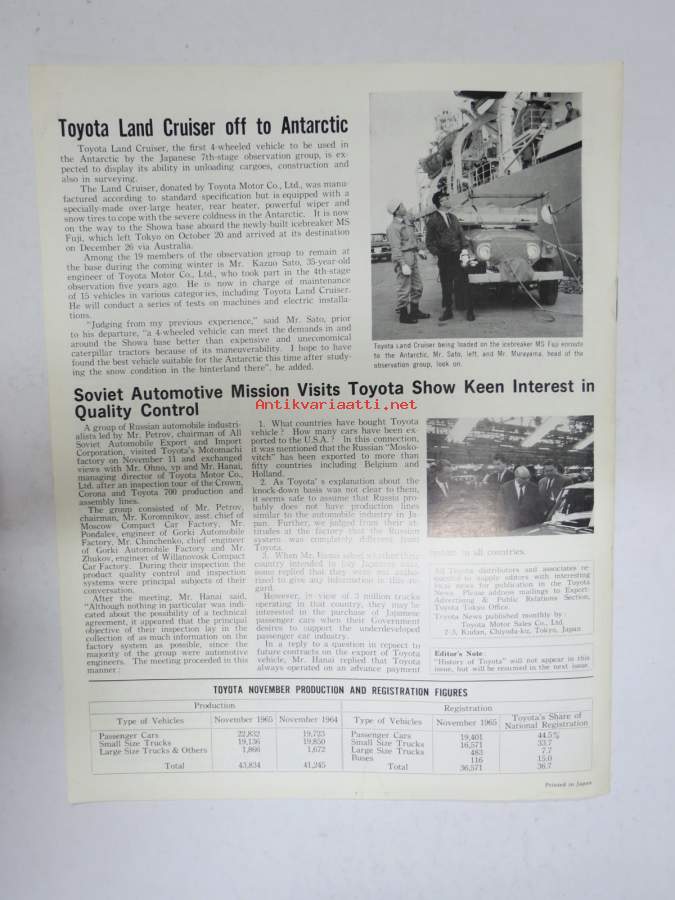 Toyota Land Cruiser off to Antarctic
Toyota Land Cruiser, the first 4-wheeled vehicle to be used in
the Antarctic by the Japanese 7th-stage observation group, is ex-
pected to display its ability in unloading cargoes, construction and
also in surveying.
The Land Cruiser, donated by Toyota Motor Co., Ltd., was manu-
factured according to standard specification but is equipped with a
specially-made over-large heater, rear heater, powerful wiper and
snow tires to cope with the severe coldness in the Antarctic. It is now
on the way to the Showa base aboard the newly-built icebreaker MS
Fuji, which left Tokyo on October 20 and arrived at its destination
on December 26 via Australia.
Among the 19 members of the observation group to remain at
the base during the coming winter is Mr. Kazuo Sato, 35-year-old
engineer of Toyota Motor Co., Ltd., who took part in the 4th-stage
observation five years ago. He is now in charge of maintenance
of 15 vehicles in various categories, including Toyota Land Cruiser.
He will conduct a series of tests on machines and electric installa-
tions.
"Judging from my previous experience," said Mr. Sato, prior
to his departure, "a 4-wheeled vehicle can meet the demands in and
around the Showa base better than expensive and uneconomical
caterpillar tractors because of its maneuverability. I hope to have
found the best vehicle suitable for the Antarctic this time after study-
ing the snow condition in the hinterland there". he added.
Toyota Land Cruiser being loaded on the icebreaker MS Fuji enroute
to the Antarctic. Mr. Sato, left, and Mr. Murayama, head of the
observation group, look on.
Soviet Automotive Mission Visits Toyota Show Keen Interest in
Quality Control
Antikvariaatti.net
A group of Russian automobile industri-
alists led by Mr. Petrov, chairman of All
Soviet Automobile Export and Import
Corporation, visited Toyota's Motomachi
factory on November 11 and exchanged
views with Mr. Ohno, vp and Mr. Hanai,
managing director of Toyota Motor Co.,
Ltd. after an inspection tour of the Crown,
Corona and Toyota 700 production and
assembly lines.
The group consisted of Mr. Petrov,
chairman, Mr. Koromnikov, asst. chief of
Moscow Compact Car Factory, Mr.
Pondalev, engineer of Gorki Automobile
Factory, Mr. Chinchenko, chief engineer
of Gorki Automobile Factory and Mr.
Zhukov, engineer of Willanovosk Compact
Car Factory. During their inspection the
product quality control and inspection
systems were principal subjects of their
conversation.
After the meeting, Mr. Hanai said,
"Although nothing in particular was indi-
cated about the possibility of a technical
agreement, it appeared that the principal
objective of their inspection lay in the
collection of as much information on the
factory system as possible, since the
majority of the group were automotive
engineers. The meeting proceeded in this
manner:
1. What countries have bought Toyota
vehicle? How many cars have been ex-
ported to the U.S.A.? In this connection,
it was mentioned that the Russian "Mosko-
vitch" has been exported to more than
fifty countries including Belgium and
Holland.
2. As Toyota's explanation about the
knock-down basis was not clear to them,
it seems safe to assume that Russia pro-
bably does not have production lines
similar to the automobile industry in Ja-
pan. Further, we judged from their at-
titudes at the factory that the Russian
system was completely different from
Toyota.
3. When Mr. Hanai asked whether their
country intended to buy Japanese cars,
some replied that they were not autho-
rized to give any information in this re-
gard.
However, in view of 3 million trucks
operating in that country, they may be
interested in the purchase of Japanese
passenger cars when their Government
desires to support the underdeveloped
passenger car industry.
In a reply to a question in repsect to
future contracts on the export of Toyota
vehicle, Mr. Hanai replied that Toyota
always operated on an advance payment
system in all countries.
All Toyota distributors and associates re-
quested to supply editors with interesting
local news for publication in the Toyota
News. Please address mailings to Export
Advertising & Public Relations Section,
Toyota Tokyo Office.
Toyota News published monthly by:
Toyota Motor Sales Co., Ltd.
2-3, Kudan, Chiyoda-ku, Tokyo, Japan
Editor's Note:
"History of Toyota" will not appear in this
issue, but will be resumed in the next issue.
TOYOTA NOVEMBER PRODUCTION AND REGISTRATION FIGURES
Production Registration
Type of Vehicles November 1965 November 1964 Type of Vehicles November 1965 Toyota's Share of National Registration
Passenger Cars 22,832 19,723 Passenger Cars 19,401 44.5%
Small Size Trucks 19,136 19,850 Small Size Trucks 16,571 33.7
Large Size Trucks & Others 1,866 1,672 Large Size Trucks 483 7.7
Buses 116 15.0
Total 43,834 41,245 Total 36,571 36.7
Printed in Japan